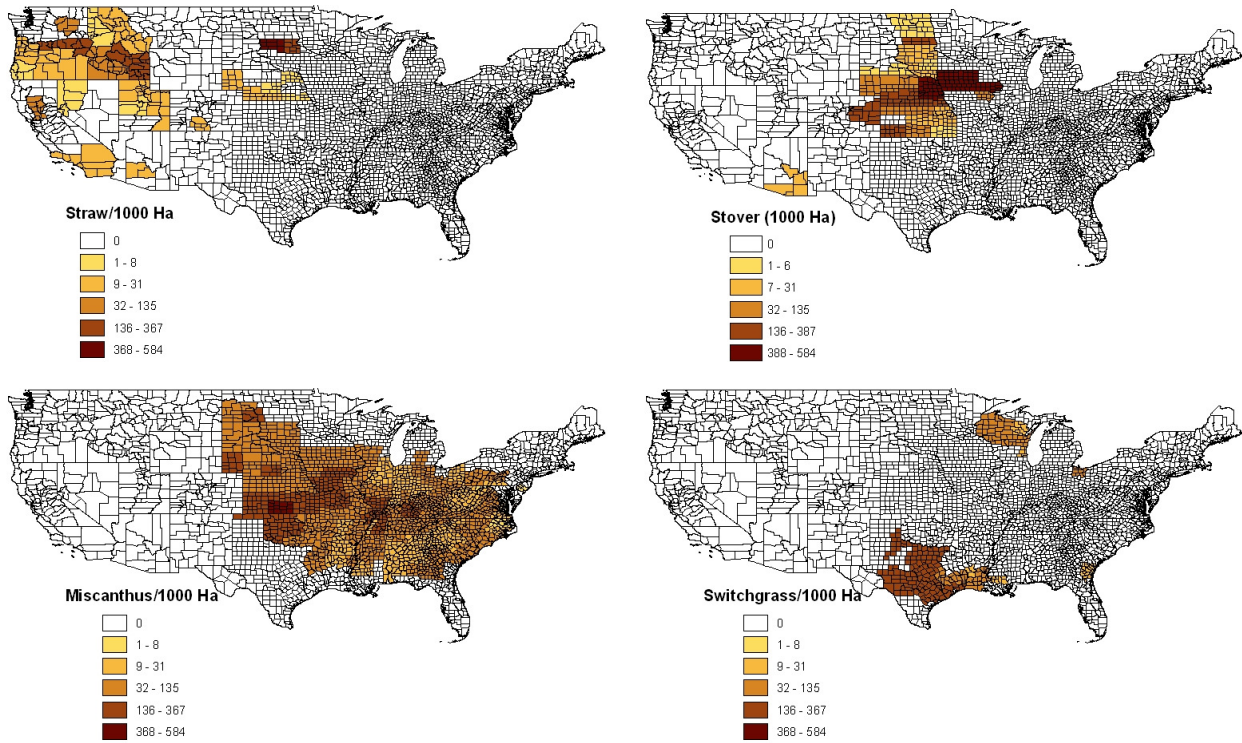 Straw/1000 Ha
0
1 - 8
9 - 31
32 - 135
136 - 367
368 - 584
Stover (1000 Ha)
0
1 - 6
7 - 31
32 - 135
136 - 387
388 - 584
Miscanthus/1000 Ha
0
1 - 8
9 - 31
32 - 135
136 - 367
368 - 584
Switchgrass/1000 Ha
0
1 - 8
9 - 31
32 - 135
136 - 367
368 - 584